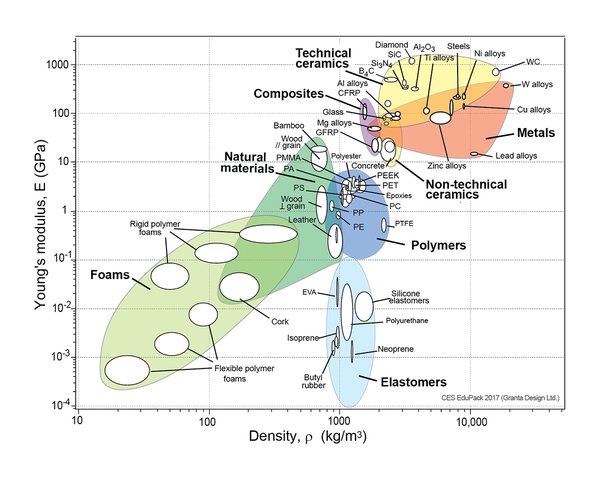 Young's modulus, E (GPa)
1000
100
10
1
10⁻¹
10⁻²
10⁻³
10⁻⁴
Technical
ceramics
Diamond
SiC
Si₃N₄
B₄C
Al₂O₃
Steels
Ti alloys
Ni alloys
WC
W alloys
Cu alloys
Metals
Lead alloys
Zinc alloys
Al alloys
CFRP
Composites
Glass
Mg alloys
GFRP
Bamboo
Wood
// grain
Natural
materials
PMMA
PA
Polyester
Concrete
PEEK
PET
Non-technical
ceramics
Epoxies
PC
PS
Wood
⊥ grain
Leather
PP
PE
PTFE
Polymers
Rigid polymer
foams
Foams
Cork
Flexible polymer
foams
EVA
Silicone
elastomers
Polyurethane
Isoprene
Neoprene
Butyl
rubber
Elastomers
CES EduPack 2017 (Granta Design Ltd.)
10
100
1000
10,000
Density, ρ (kg/m³)